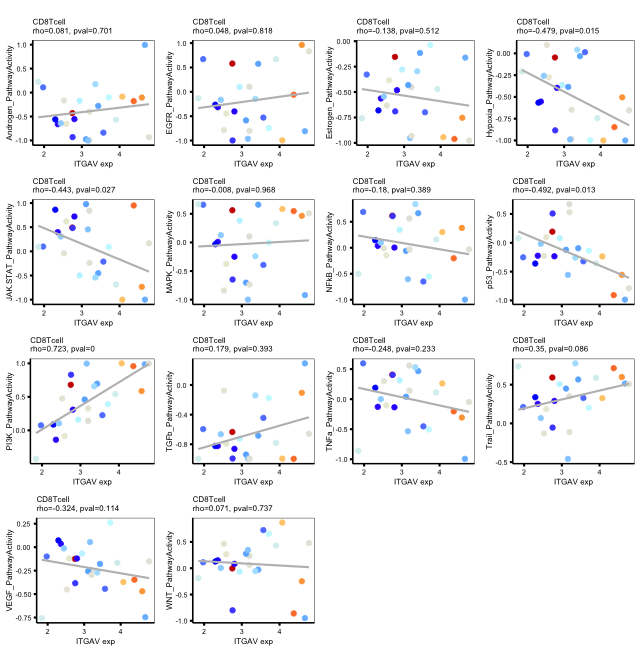 CD8Tcell
rho=0.081, pval=0.701
Androgen_PathwayActivity
1.0
0.5
0.0
-0.5
-1.0
2 3 4
ITGAV exp
CD8Tcell
rho=0.048, pval=0.818
EGFR_PathwayActivity
1.0
0.5
0.0
-0.5
-1.0
2 3 4
ITGAV exp
CD8Tcell
rho=-0.138, pval=0.512
Estrogen_PathwayActivity
0.00
-0.25
-0.50
-0.75
-1.00
2 3 4
ITGAV exp
CD8Tcell
rho=-0.479, pval=0.015
Hypoxia_PathwayActivity
0.00
-0.25
-0.50
-0.75
-1.00
2 3 4
ITGAV exp
CD8Tcell
rho=-0.443, pval=0.027
JAK-STAT_PathwayActivity
1.0
0.5
0.0
-0.5
-1.0
2 3 4
ITGAV exp
CD8Tcell
rho=-0.008, pval=0.968
MAPK_PathwayActivity
0.5
0.0
-0.5
-1.0
2 3 4
ITGAV exp
CD8Tcell
rho=-0.18, pval=0.389
NFkB_PathwayActivity
0.5
0.0
-0.5
-1.0
2 3 4
ITGAV exp
CD8Tcell
rho=-0.492, pval=0.013
p53_PathwayActivity
0.5
0.0
-0.5
-1.0
2 3 4
ITGAV exp
CD8Tcell
rho=0.723, pval=0
PI3K_PathwayActivity
1.0
0.5
0.0
2 3 4
ITGAV exp
CD8Tcell
rho=0.179, pval=0.393
TGFb_PathwayActivity
0.0
-0.4
-0.8
2 3 4
ITGAV exp
CD8Tcell
rho=-0.248, pval=0.233
TNFa_PathwayActivity
0.5
0.0
-0.5
-1.0
2 3 4
ITGAV exp
CD8Tcell
rho=0.35, pval=0.086
Trail_PathwayActivity
0.5
0.0
-0.5
2 3 4
ITGAV exp
CD8Tcell
rho=-0.324, pval=0.114
VEGF_PathwayActivity
0.25
0.00
-0.25
-0.50
-0.75
2 3 4
ITGAV exp
CD8Tcell
rho=0.071, pval=0.737
WNT_PathwayActivity
0.5
0.0
-0.5
-1.0
2 3 4
ITGAV exp